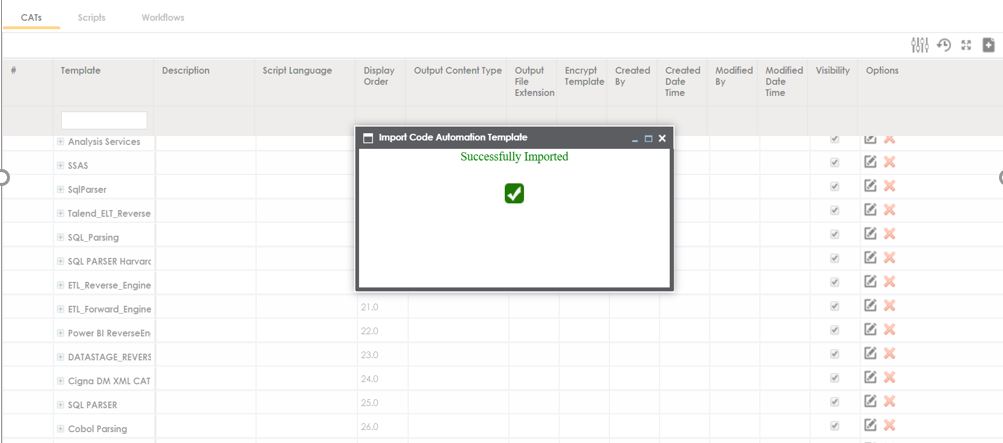 CATs Scripts Workflows
# Template Description Script Language Display Order Output Content Type Output File Extension Encrypt Template Created By Created Date Time Modified By Modified Date Time Visibility Options
Import Code Automation Template
Successfully Imported
Analysis Services
SSAS
SqlParser
Talend_ELT_Reverse
SQL_Parsing
SQL PARSER Harvard
ETL_Reverse_Engine
ETL_Forward_Engine 21.0
Power BI ReverseEn 22.0
DATASTAGE_REVERS 23.0
Cigna DM XML CAT 24.0
SQL PARSER 25.0
Cobol Parsing 26.0